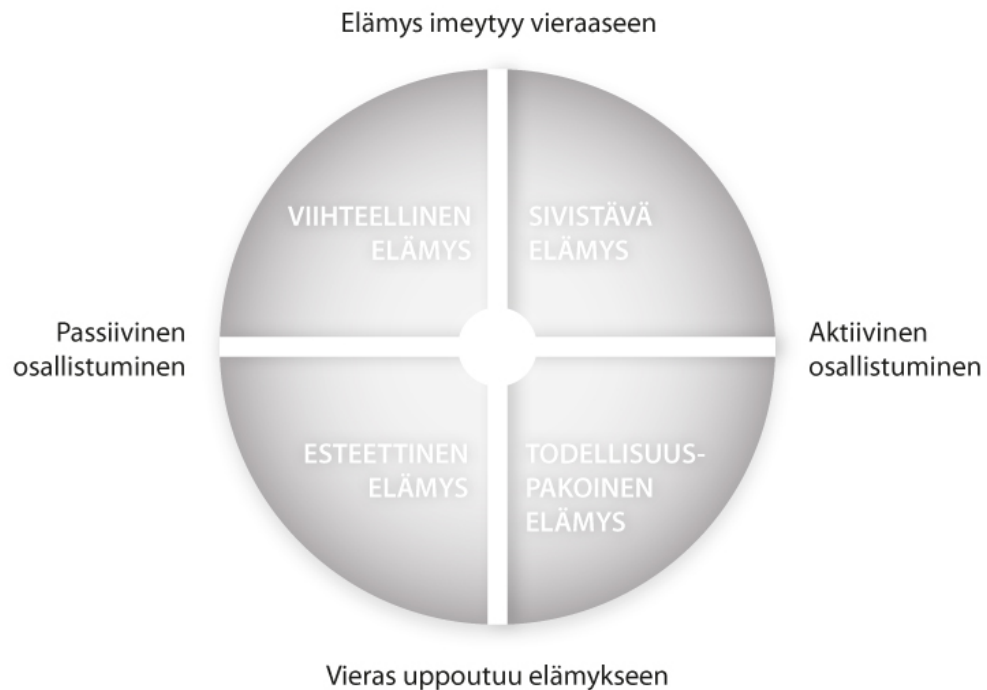 Elämys imeytyy vieraaseen
VIIHTEELLINEN
ELÄMYS
SIVISTÄVÄ
ELÄMYS
Passiivinen
osallistuminen
Aktiivinen
osallistuminen
ESTEETTINEN
ELÄMYS
TODELLISUUS-
PAKOINEN
ELÄMYS
Vieras uppoutuu elämykseen